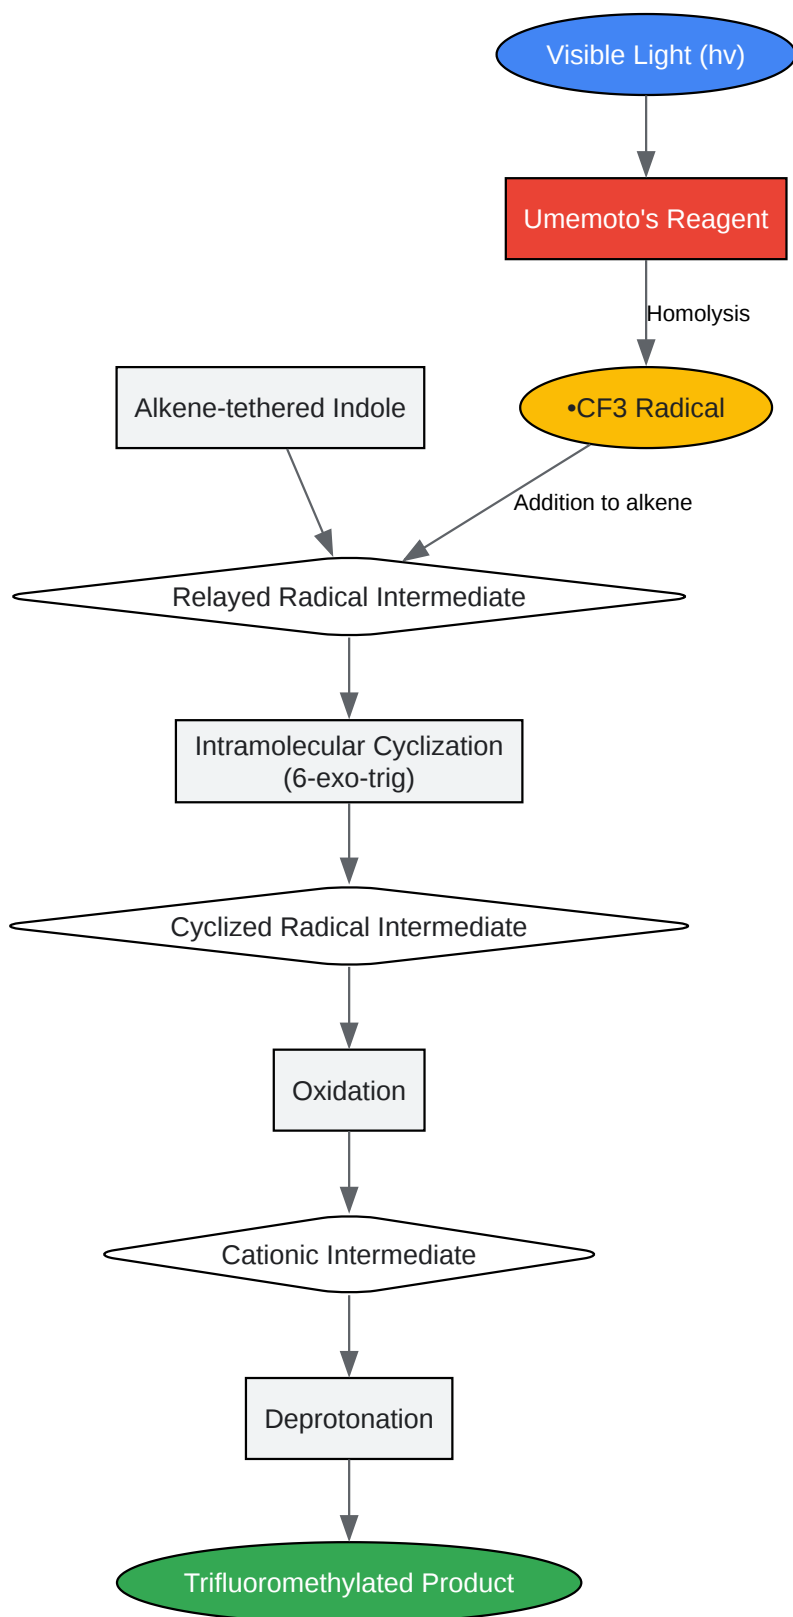 Visible Light (hv)
Umemoto's Reagent
Homolysis
Alkene-tethered Indole
•CF3 Radical
Addition to alkene
Relayed Radical Intermediate
Intramolecular Cyclization
(6-exo-trig)
Cyclized Radical Intermediate
Oxidation
Cationic Intermediate
Deprotonation
Trifluoromethylated Product